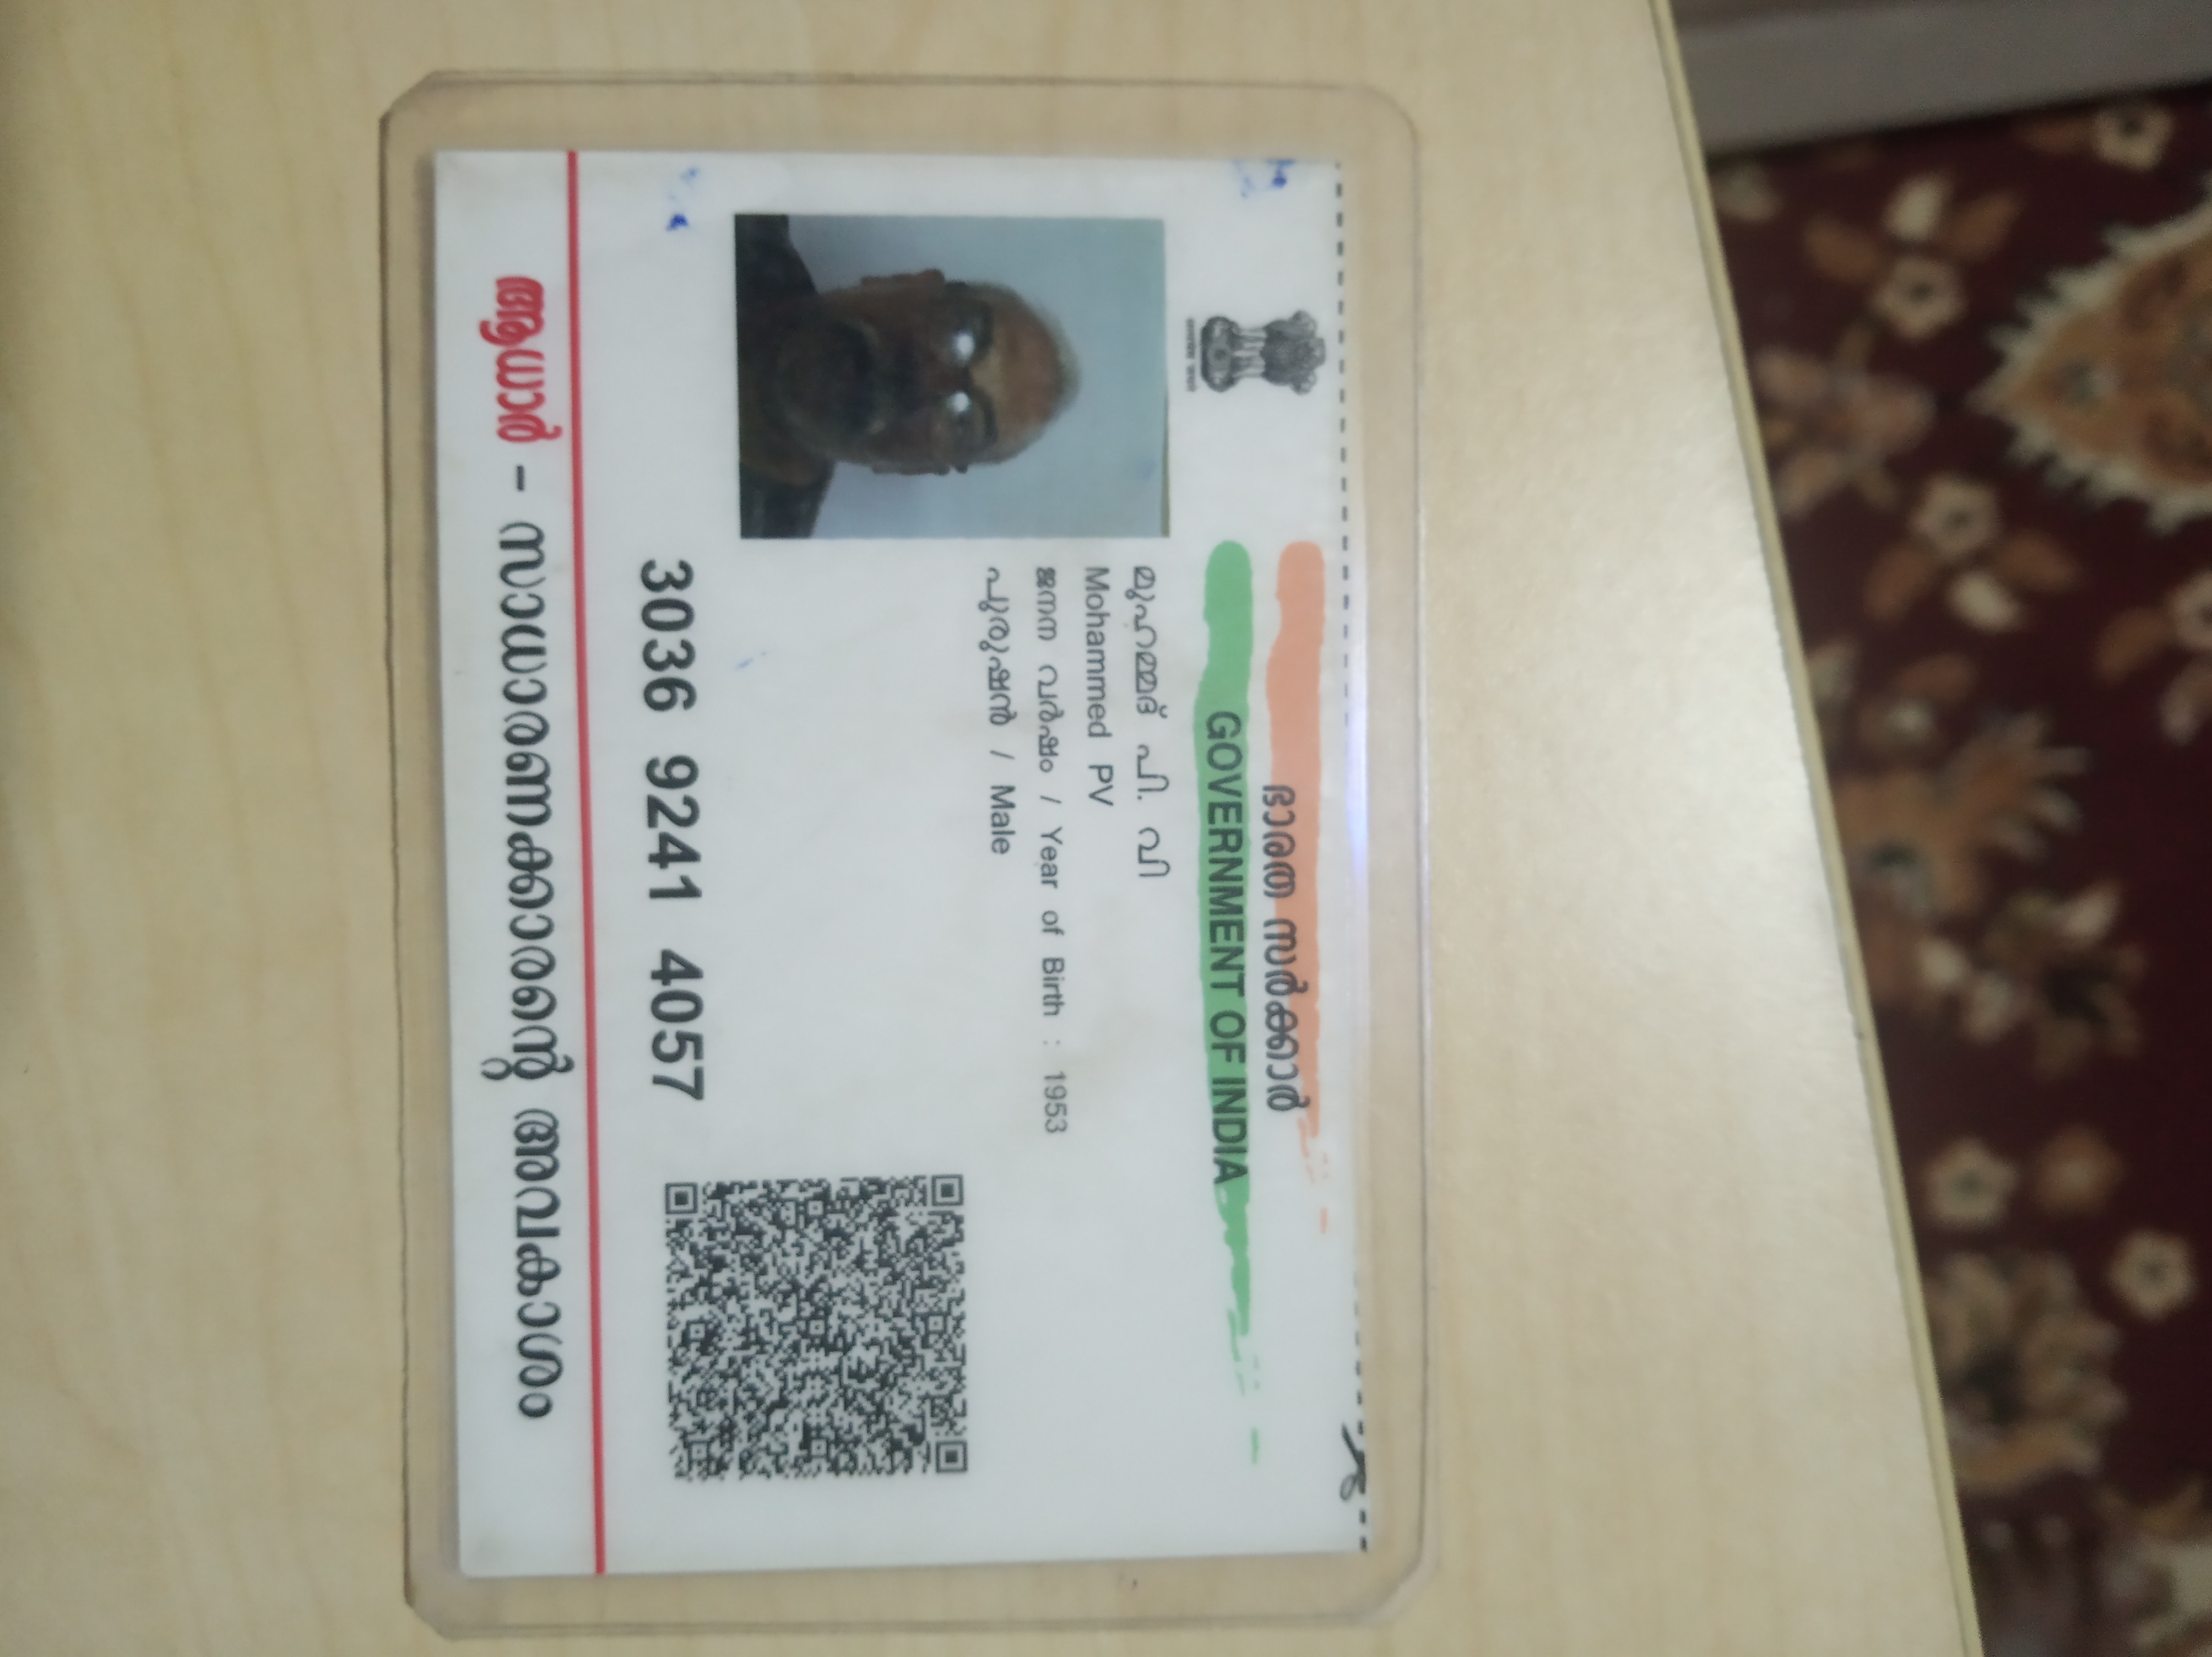 ഭാരത സർക്കാർ
GOVERNMENT OF INDIA
മുഹമ്മദ് പി. വി
Mohammed PV
ജനന വർഷം / Year of Birth : 1953
പുരുഷൻ / Male
3036 9241 4057
ആധാർ - സാധാരണക്കാരന്റെ അവകാശം